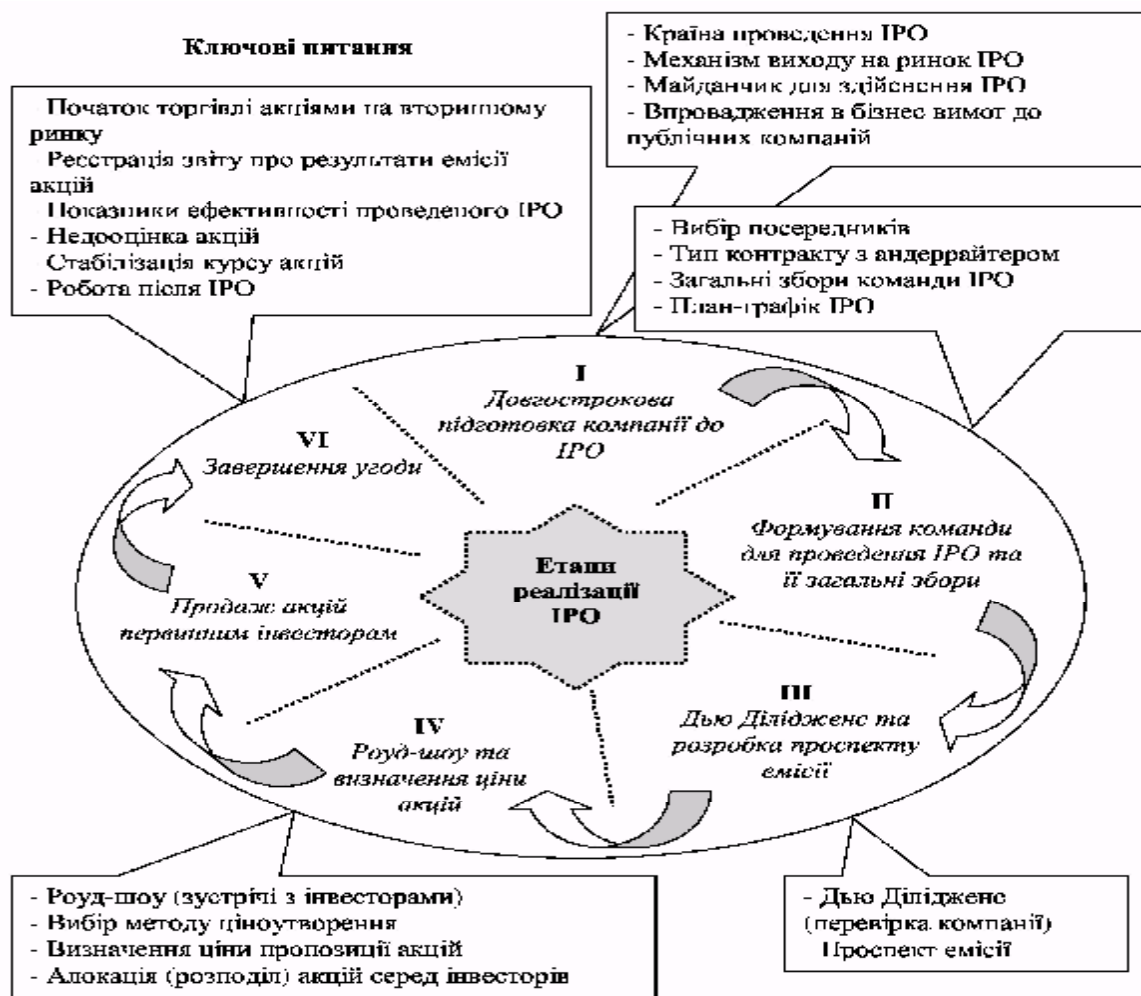 Ключові питання
- Країна проведення IPO
- Механізм виходу на ринок IPO
- Майданчик для здійснення IPO
- Впровадження в бізнес вимог до
публічних компаній
- Початок торгівлі акціями на вторинному
ринку
- Реєстрація звіту про результати емісії
акцій
- Показники ефективності проведеного IPO
- Недооцінка акцій
- Стабілізація курсу акцій
- Робота після IPO
- Вибір посередників
- Тип контракту з андеррайтером
- Загальні збори команди IPO
- План-графік IPO
I
Довгострокова
підготовка компанії до
IPO
II
Формування команди
для проведення IPO та
її загальні збори
III
Дью Ділідженс та
розробка проспекту
емісії
IV
Роуд-шоу та
визначення ціни
акцій
V
Продаж акцій
первинним інвесторам
VI
Завершення угоди
Етапи
реалізації
IPO
- Роуд-шоу (зустрічі з інвесторами)
- Вибір методу ціноутворення
- Визначення ціни пропозиції акцій
- Алокація (розподіл) акцій серед інвесторів
- Дью Ділідженс
(перевірка компанії)
- Проспект емісії